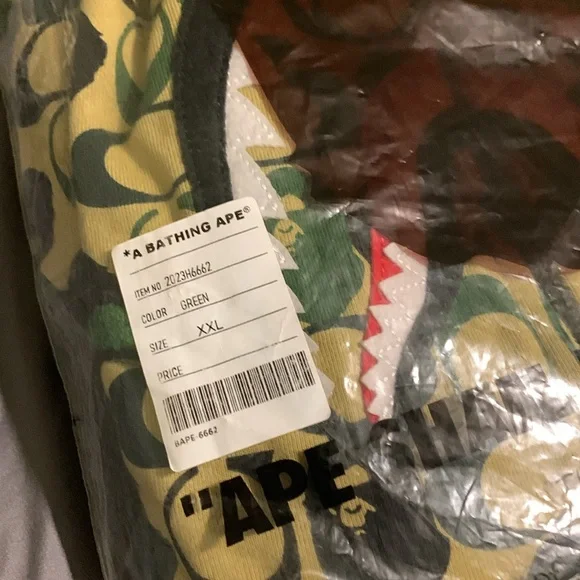 *A BATHING APE®
ITEM NO 2023H6662
COLOR GREEN
SIZE XXL
PRICE
BAPE-6662
"APE